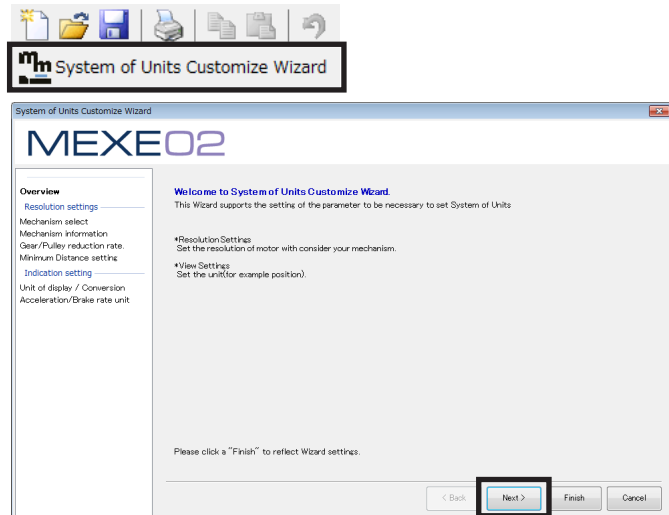 mm System of Units Customize Wizard
System of Units Customize Wizard
MEXE02
Overview
Resolution settings
Mechanism select
Mechanism information
Gear/Pulley reduction rate.
Minimum Distance setting
Indication setting
Unit of display / Conversion
Acceleration/Brake rate unit
Welcome to System of Units Customize Wizard.
This Wizard supports the setting of the parameter to be necessary to set System of Units
*Resolution Settings
Set the resolution of motor with consider your mechanism.
*View Settings
Set the unit(for example position).
Please click a "Finish" to reflect Wizard settings.
< Back
Next >
Finish
Cancel